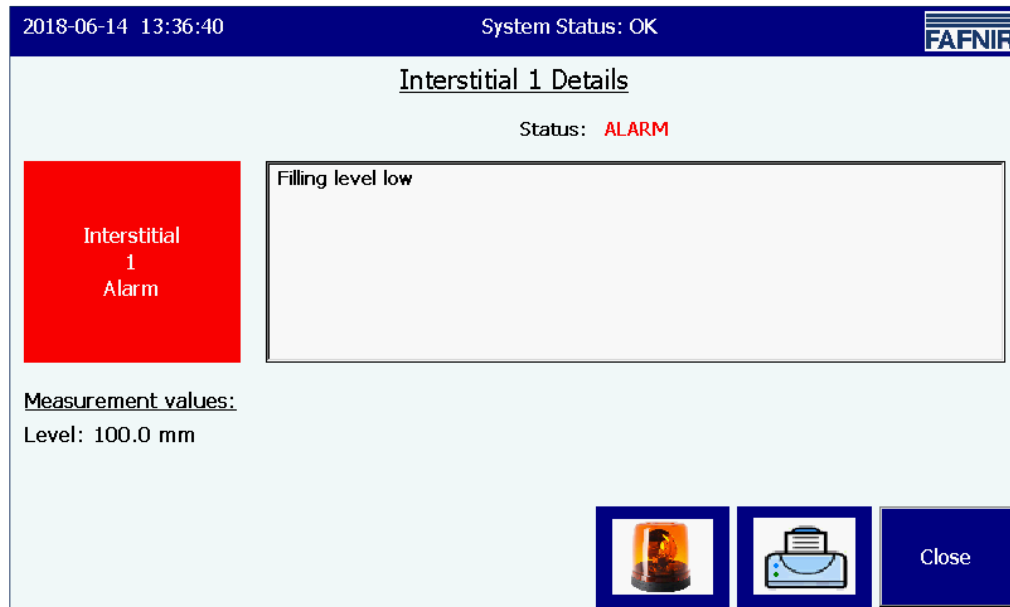 2018-06-14 13:36:40 System Status: OK FAFNIR
Interstitial 1 Details
Status: ALARM
Filling level low
Interstitial
1
Alarm
Measurement values:
Level: 100.0 mm
Close